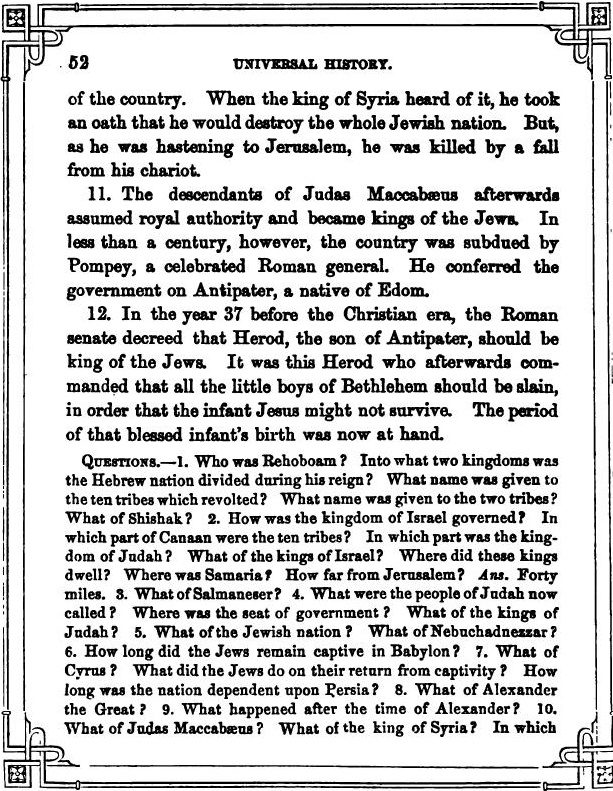 52 UNIVERSAL HISTORY.
of the country. When the king of Syria heard of it, he took
an oath that he would destroy the whole Jewish nation. But,
as he was hastening to Jerusalem, he was killed by a fall
from his chariot.
11. The descendants of Judas Maccabæus afterwards
assumed royal authority and became kings of the Jews. In
less than a century, however, the country was subdued by
Pompey, a celebrated Roman general. He conferred the
government on Antipater, a native of Edom.
12. In the year 37 before the Christian era, the Roman
senate decreed that Herod, the son of Antipater, should be
king of the Jews. It was this Herod who afterwards com-
manded that all the little boys of Bethlehem should be slain,
in order that the infant Jesus might not survive. The period
of that blessed infant's birth was now at hand.
QUESTIONS.—1. Who was Rehoboam? Into what two kingdoms was
the Hebrew nation divided during his reign? What name was given to
the ten tribes which revolted? What name was given to the two tribes?
What of Shishak? 2. How was the kingdom of Israel governed? In
which part of Canaan were the ten tribes? In which part was the king-
dom of Judah? What of the kings of Israel? Where did these kings
dwell? Where was Samaria? How far from Jerusalem? Ans. Forty
miles. 3. What of Salmaneser? 4. What were the people of Judah now
called? Where was the seat of government? What of the kings of
Judah? 5. What of the Jewish nation? What of Nebuchadnezzar?
6. How long did the Jews remain captive in Babylon? 7. What of
Cyrus? What did the Jews do on their return from captivity? How
long was the nation dependent upon Persia? 8. What of Alexander
the Great? 9. What happened after the time of Alexander? 10.
What of Judas Maccabæus? What of the king of Syria? In which